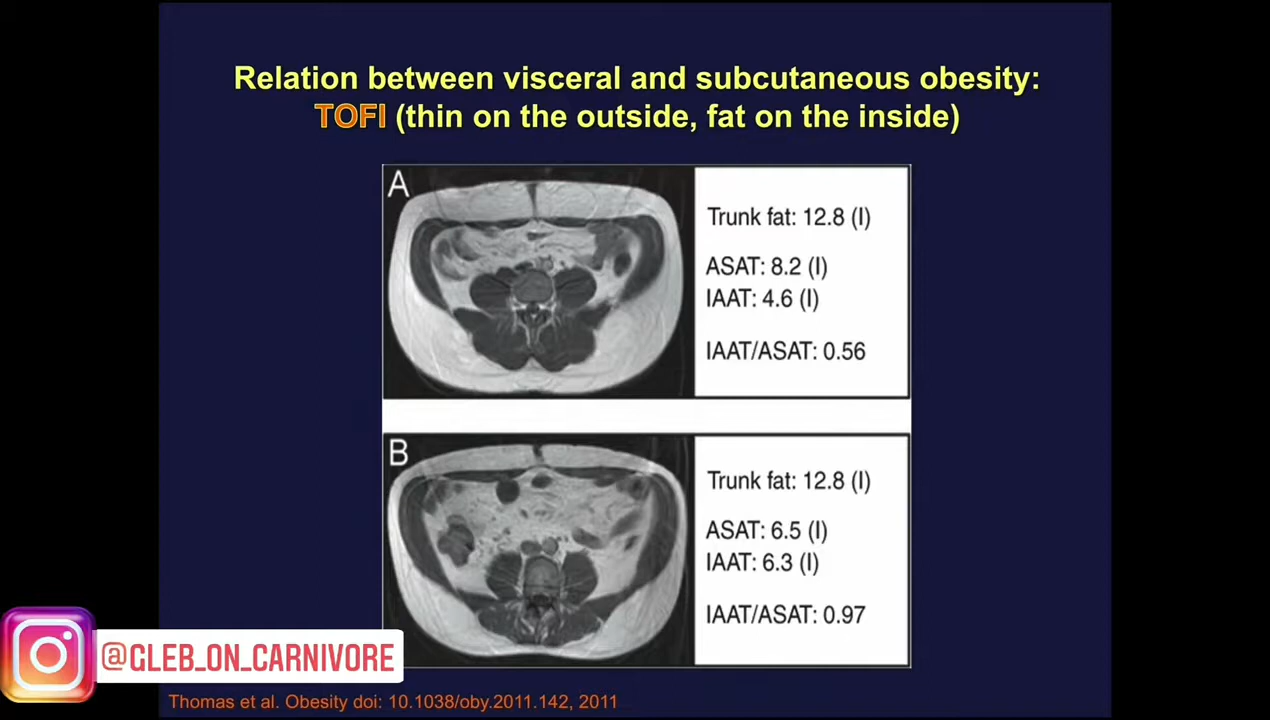 Relation between visceral and subcutaneous obesity:
TOFI (thin on the outside, fat on the inside)
A
Trunk fat: 12.8 (l)
ASAT: 8.2 (l)
IAAT: 4.6 (l)
IAAT/ASAT: 0.56
B
Trunk fat: 12.8 (l)
ASAT: 6.5 (l)
IAAT: 6.3 (l)
IAAT/ASAT: 0.97
@GLEB_ON_CARNIVORE
Thomas et al. Obesity doi: 10.1038/oby.2011.142, 2011